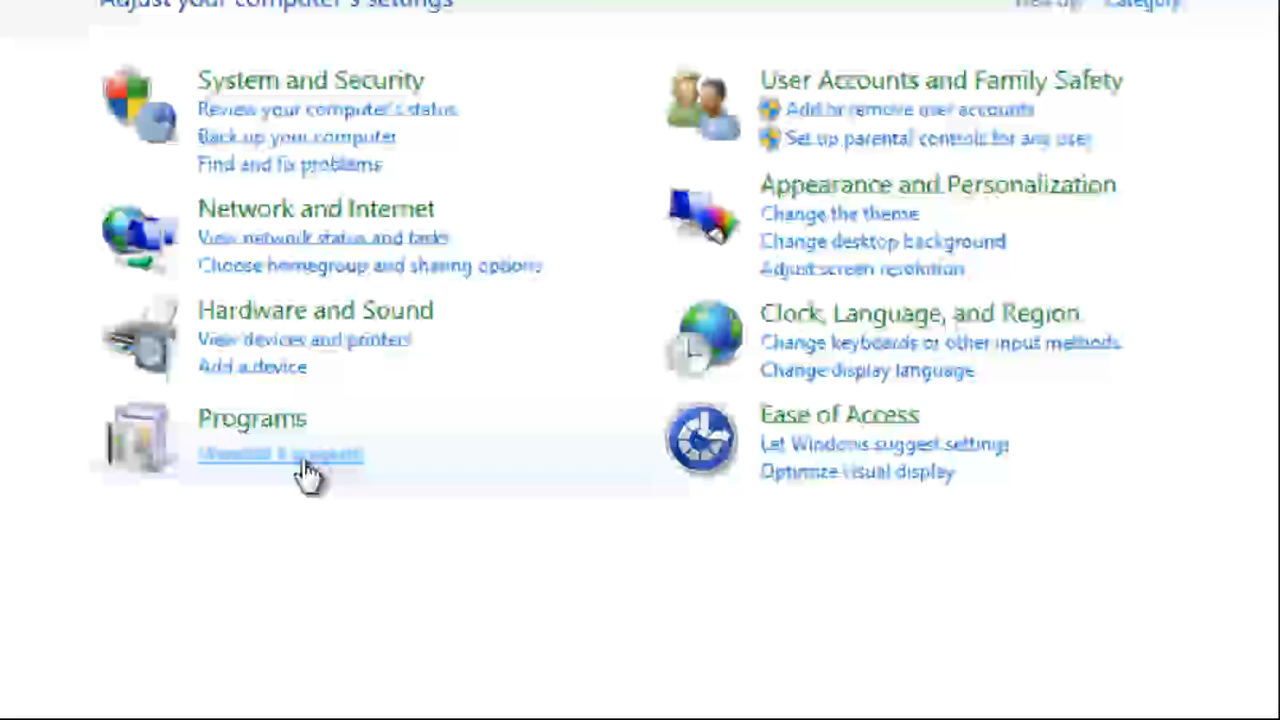 Adjust your computer's settings
View by: Category
System and Security
Review your computer's status
Back up your computer
Find and fix problems
Network and Internet
View network status and tasks
Choose homegroup and sharing options
Hardware and Sound
View devices and printers
Add a device
Programs
Uninstall a program
User Accounts and Family Safety
Add or remove user accounts
Set up parental controls for any user
Appearance and Personalization
Change the theme
Change desktop background
Adjust screen resolution
Clock, Language, and Region
Change keyboards or other input methods
Change display language
Ease of Access
Let Windows suggest settings
Optimize visual display